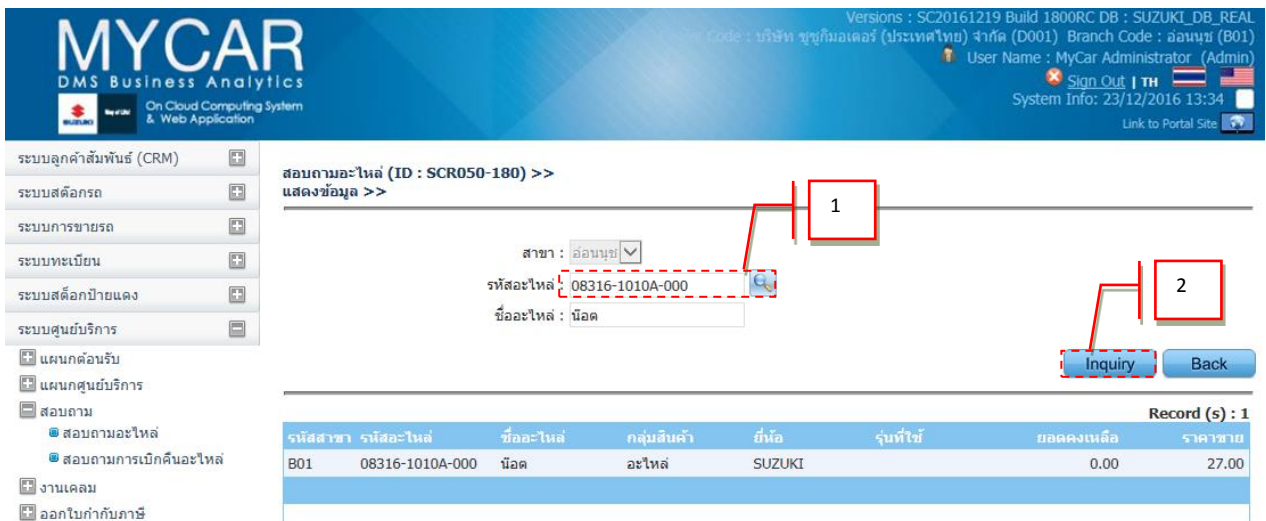 MYCAR
DMS Business Analytics
SUZUKI
Way of Life!
On Cloud Computing System
& Web Application
Versions : SC20161219 Build 1800RC DB : SUZUKI_DB_REAL
Code : บริษัท ซูซูกิมอเตอร์ (ประเทศไทย) จำกัด (D001) Branch Code : อ่อนนุช (B01)
User Name : MyCar Administrator (Admin)
Sign Out | TH
System Info: 23/12/2016 13:34
Link to Portal Site
ระบบลูกค้าสัมพันธ์ (CRM)
ระบบสต๊อกรถ
ระบบการขายรถ
ระบบทะเบียน
ระบบสต็อกป้ายแดง
ระบบศูนย์บริการ
แผนกต้อนรับ
แผนกศูนย์บริการ
สอบถาม
สอบถามอะไหล่
สอบถามการเบิกคืนอะไหล่
งานเคลม
ออกใบกำกับภาษี
สอบถามอะไหล่ (ID : SCR050-180) >>
แสดงข้อมูล >>
1
สาขา : อ่อนนุช
รหัสอะไหล่ : 08316-1010A-000
ชื่ออะไหล่ : น๊อต
2
Inquiry Back
Record (s) : 1
รหัสสาขา รหัสอะไหล่ ชื่ออะไหล่ กลุ่มสินค้า ยี่ห้อ รุ่นที่ใช้ ยอดคงเหลือ ราคาขาย
B01 08316-1010A-000 น๊อต อะไหล่ SUZUKI 0.00 27.00